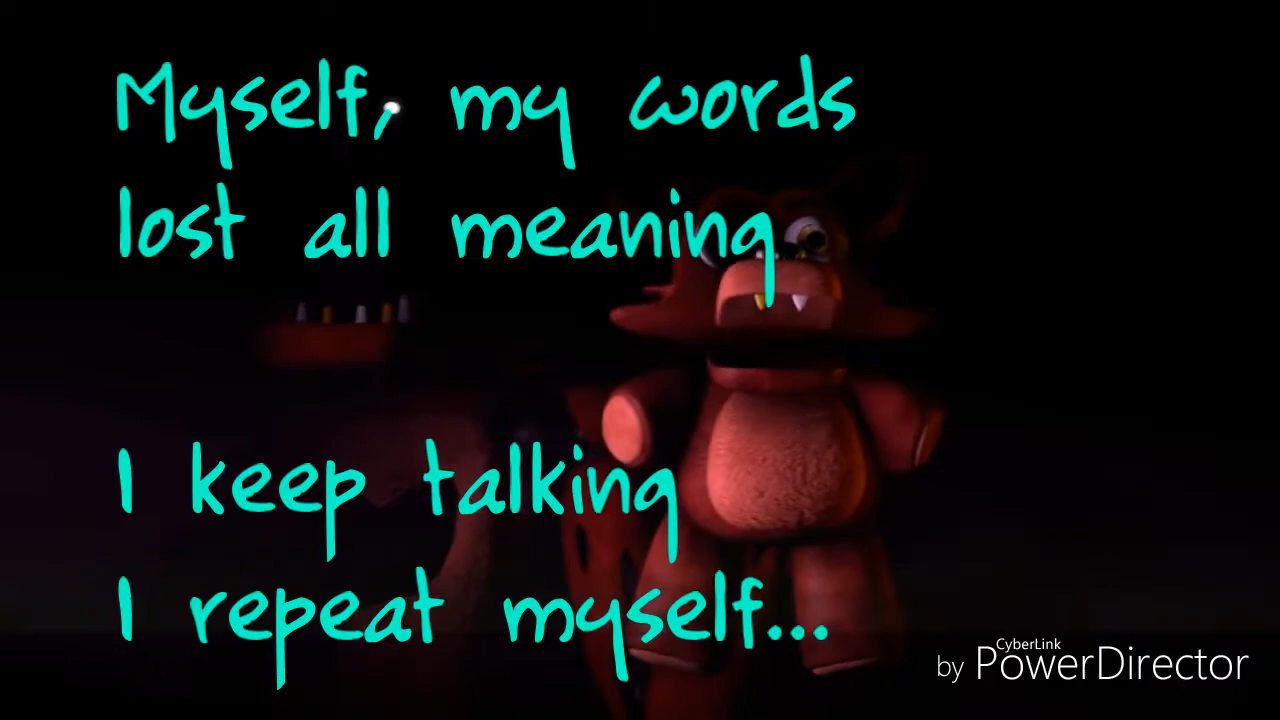 Myself, my words
lost all meaning
I keep talking
I repeat myself...
CyberLink
by PowerDirector